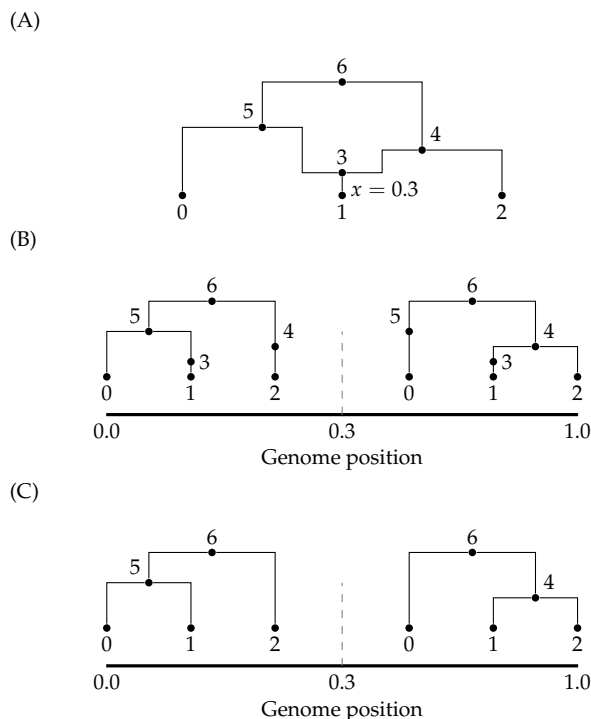 (A)
6
5
4
3
x = 0.3
0 1 2
(B)
6 6
5 4 5 4
3 3
0 1 2 0 1 2
0.0 0.3 1.0
Genome position
(C)
6 6
5 4
0 1 2 0 1 2
0.0 0.3 1.0
Genome position